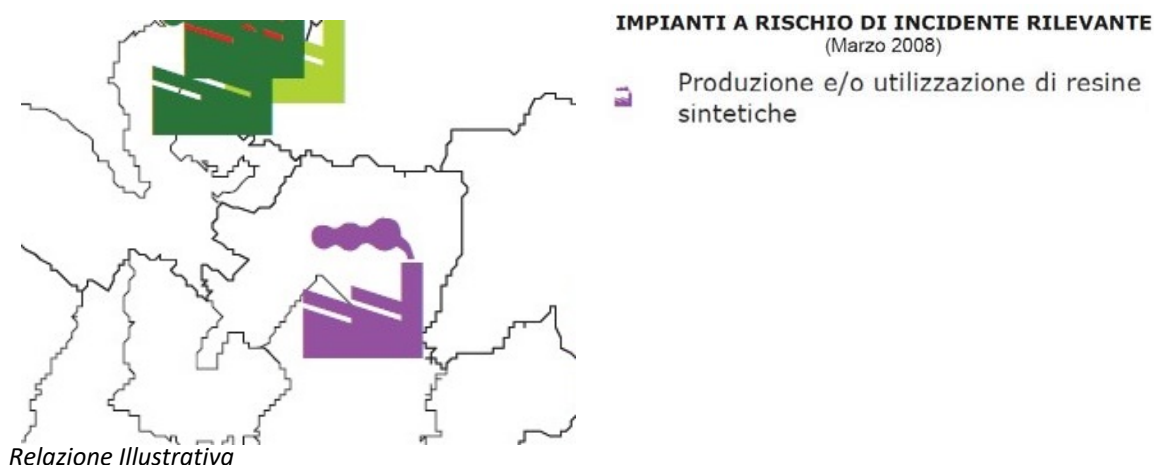 IMPIANTI A RISCHIO DI INCIDENTE RILEVANTE
(Marzo 2008)
Produzione e/o utilizzazione di resine
sintetiche
Relazione Illustrativa